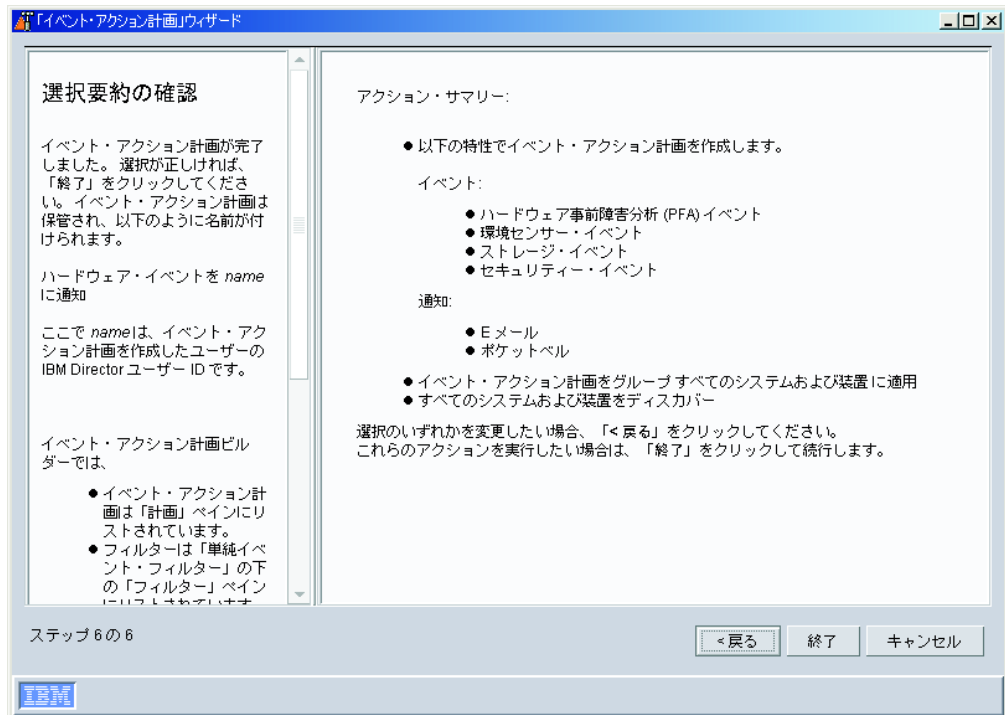 「イベント・アクション計画」ウィザード
選択要約の確認
イベント・アクション計画が完了
しました。選択が正しければ、
「終了」をクリックしてくださ
い。イベント・アクション計画は
保管され、以下のように名前が付
けられます。
ハードウェア・イベントを name
に通知
ここで nameは、イベント・アク
ション計画を作成したユーザーの
IBM Director ユーザー ID です。
イベント・アクション計画ビル
ダーでは、
● イベント・アクション計
画は「計画」ペインにリ
ストされています。
● フィルターは「単純イベ
ント・フィルター」の下
の「フィルター」ペイン
にリストされています
アクション・サマリー:
● 以下の特性でイベント・アクション計画を作成します。
イベント:
● ハードウェア事前障害分析 (PFA) イベント
● 環境センサー・イベント
● ストレージ・イベント
● セキュリティー・イベント
通知:
● E メール
● ポケットベル
● イベント・アクション計画をグループ すべてのシステムおよび装置 に適用
● すべてのシステムおよび装置をディスカバー
選択のいずれかを変更したい場合、「< 戻る」をクリックしてください。
これらのアクションを実行したい場合は、「終了」をクリックして続行します。
ステップ 6 の 6
< 戻る
終了
キャンセル
IBM